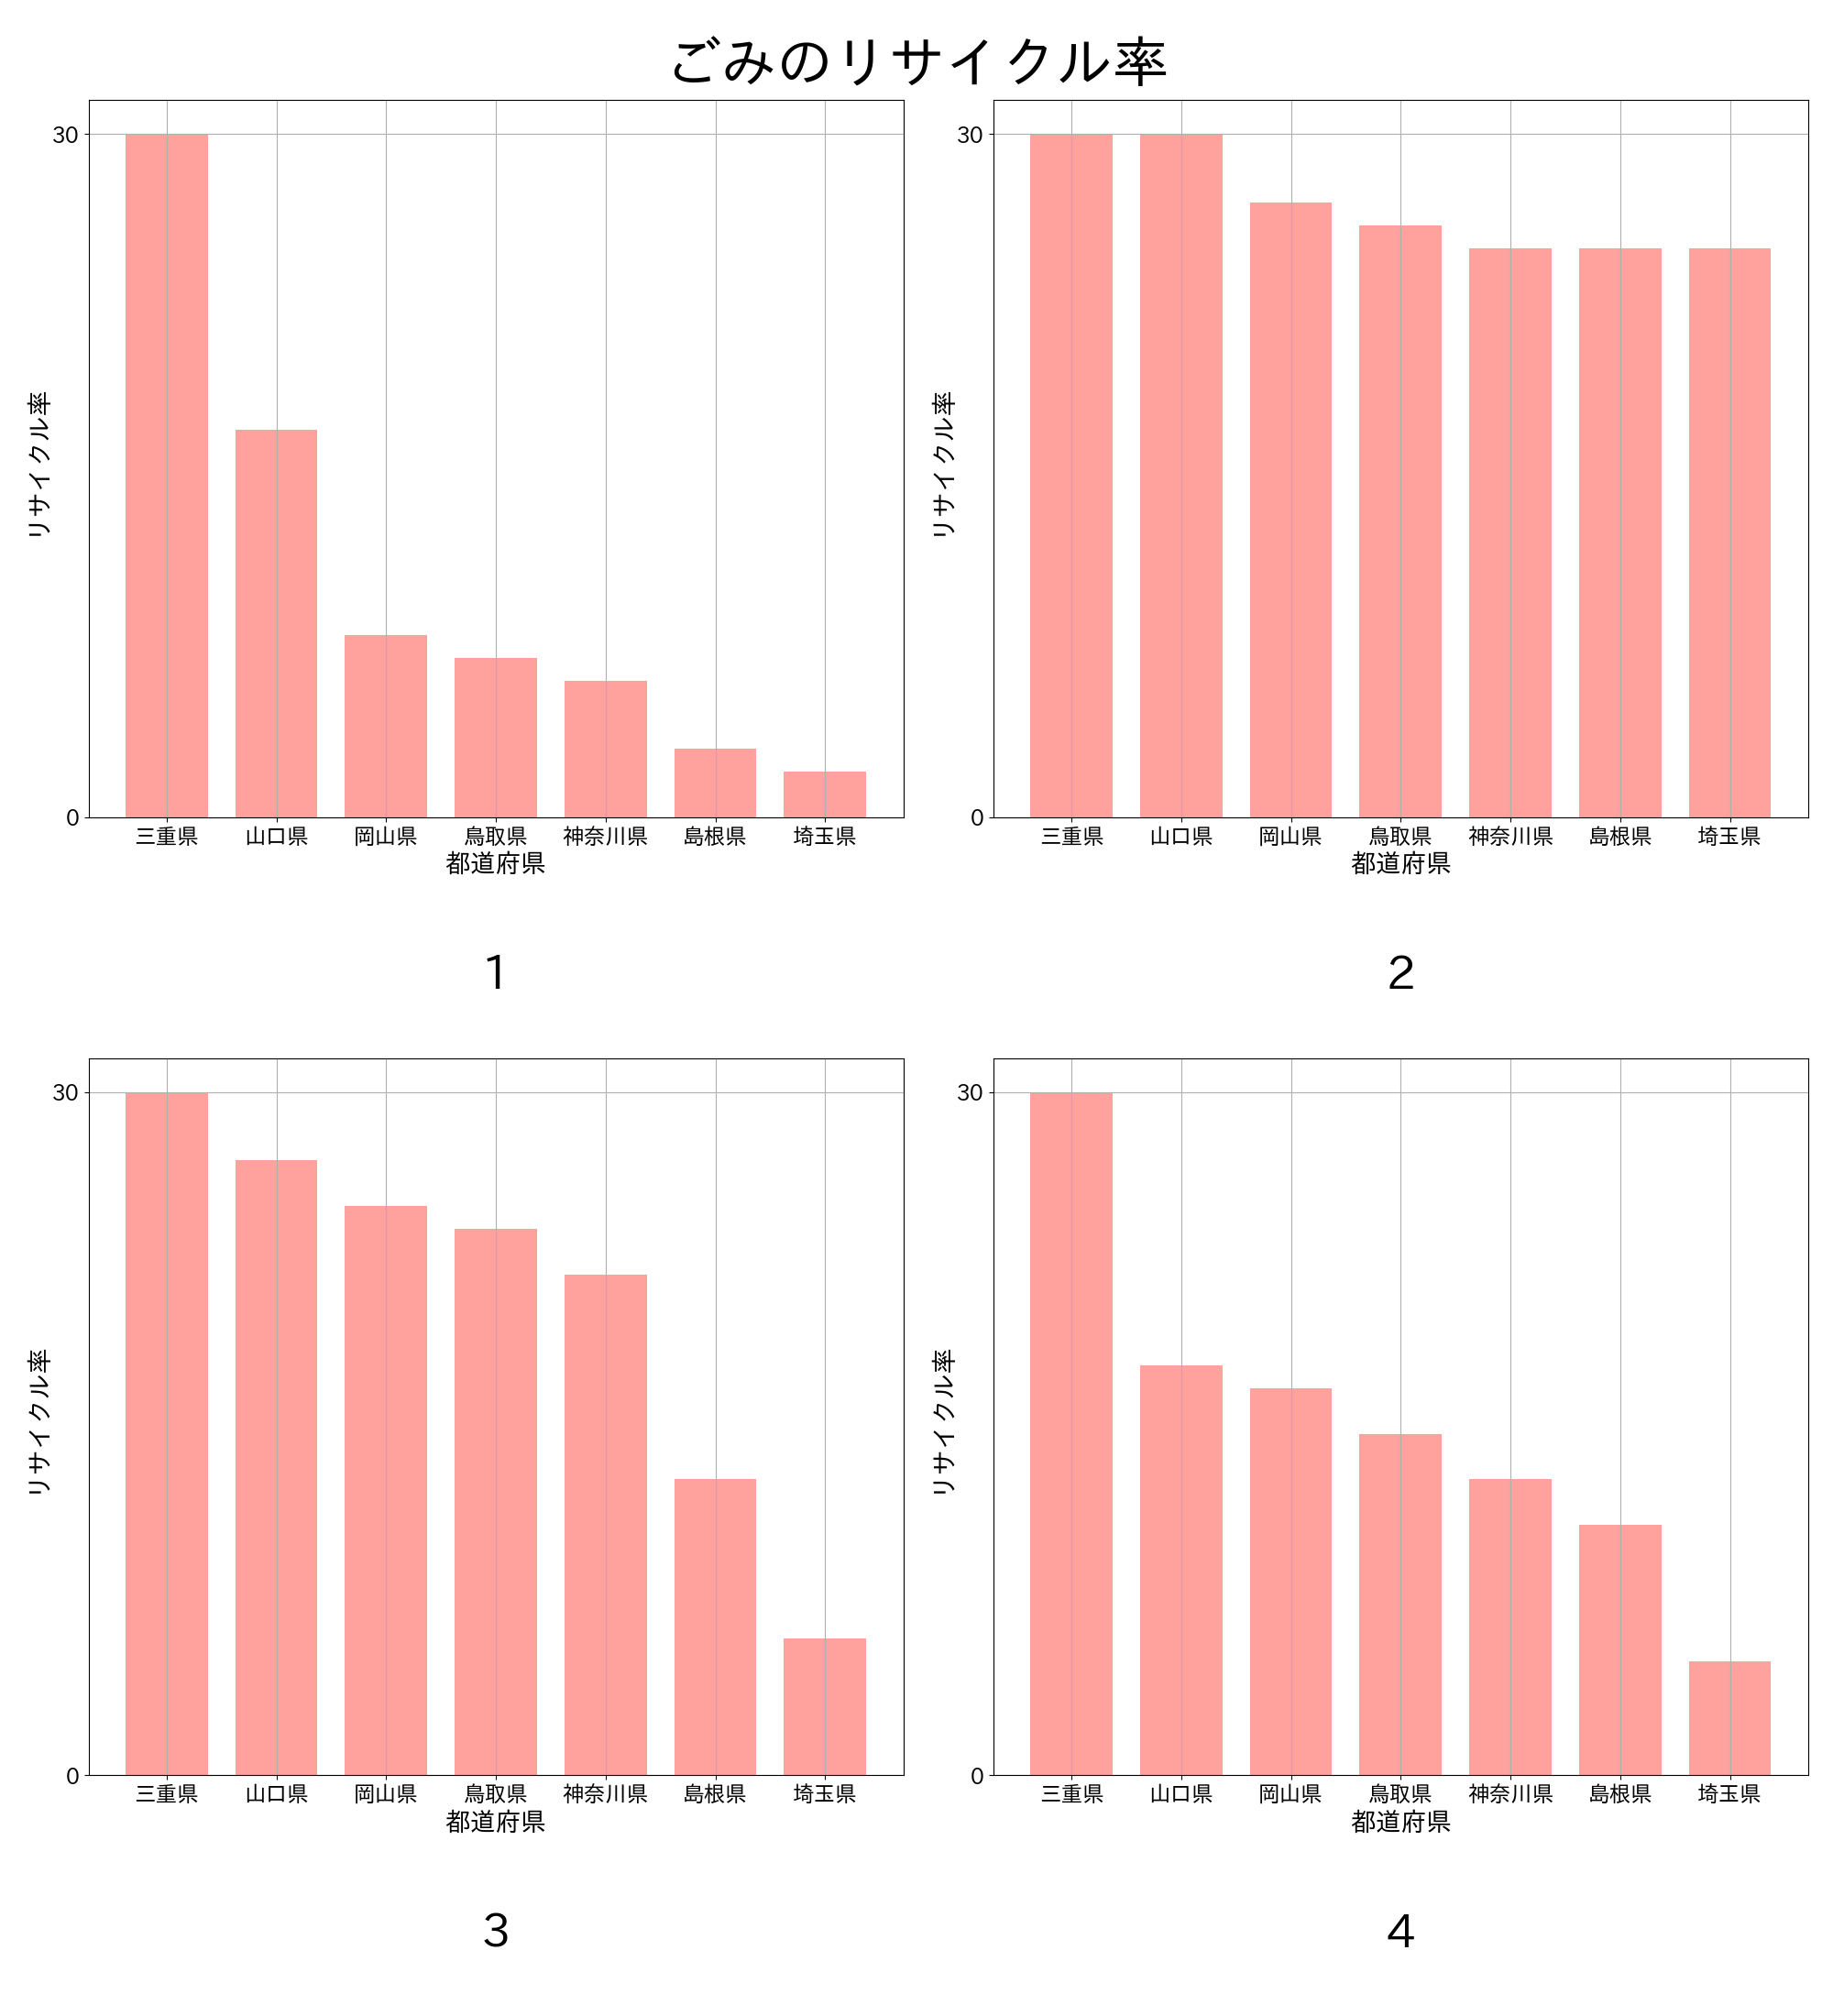 ごみのリサイクル率
30
0
リサイクル率
三重県 山口県 岡山県 鳥取県 神奈川県 島根県 埼玉県
都道府県
1
30
0
リサイクル率
三重県 山口県 岡山県 鳥取県 神奈川県 島根県 埼玉県
都道府県
2
30
0
リサイクル率
三重県 山口県 岡山県 鳥取県 神奈川県 島根県 埼玉県
都道府県
3
30
0
リサイクル率
三重県 山口県 岡山県 鳥取県 神奈川県 島根県 埼玉県
都道府県
4